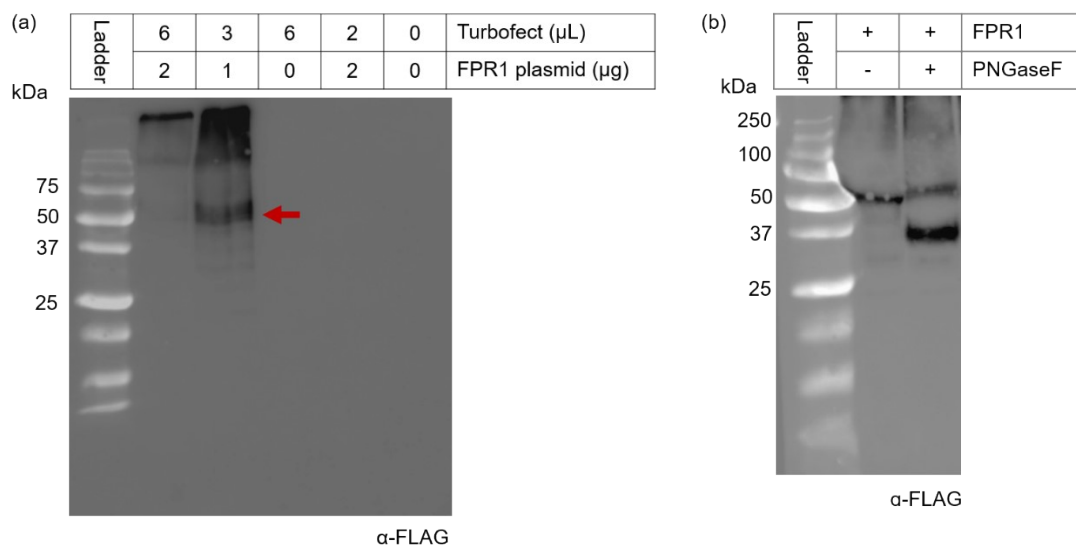 (a)
Ladder
6 3 6 2 0 Turbofect (µL)
2 1 0 2 0 FPR1 plasmid (µg)
kDa
75
50
37
25
α-FLAG
(b)
Ladder
+ + FPR1
- + PNGaseF
kDa
250
100
50
37
25
α-FLAG